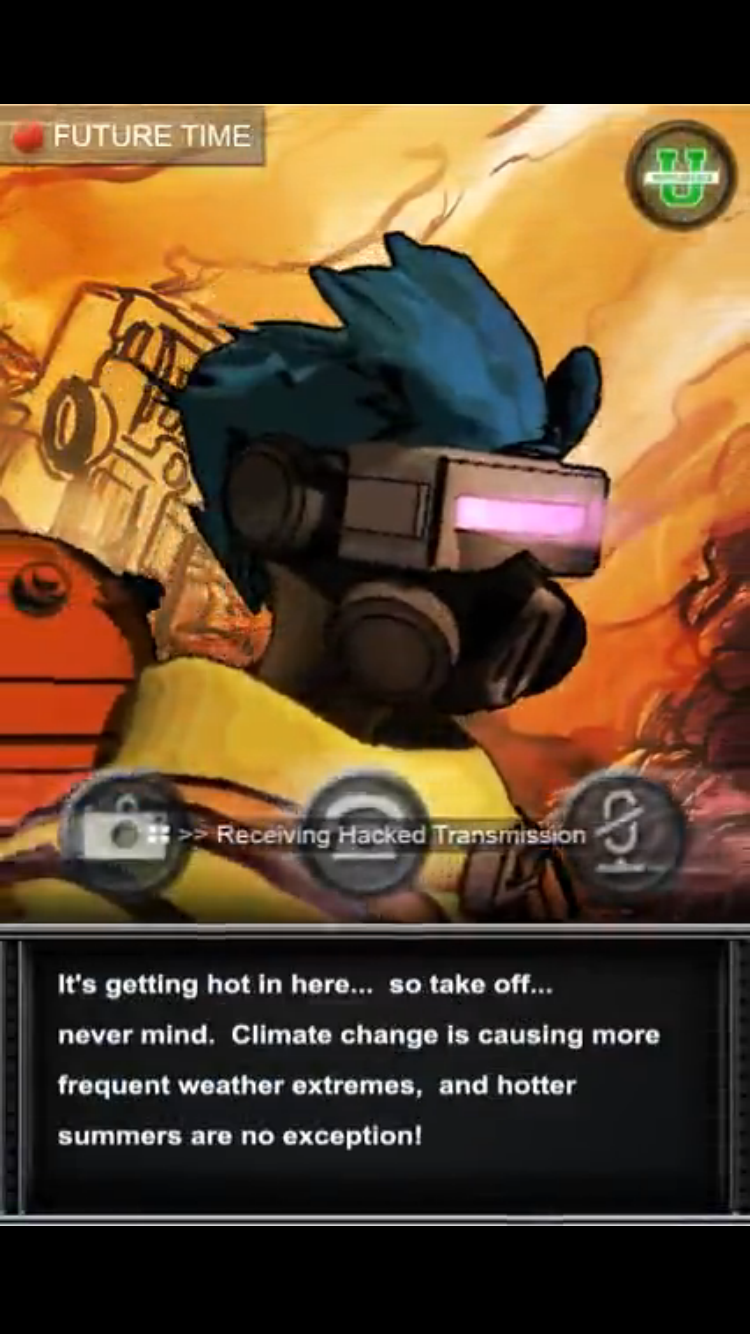 FUTURE TIME
U
>> Receiving Hacked Transmission
It's getting hot in here... so take off...
never mind. Climate change is causing more
frequent weather extremes, and hotter
summers are no exception!